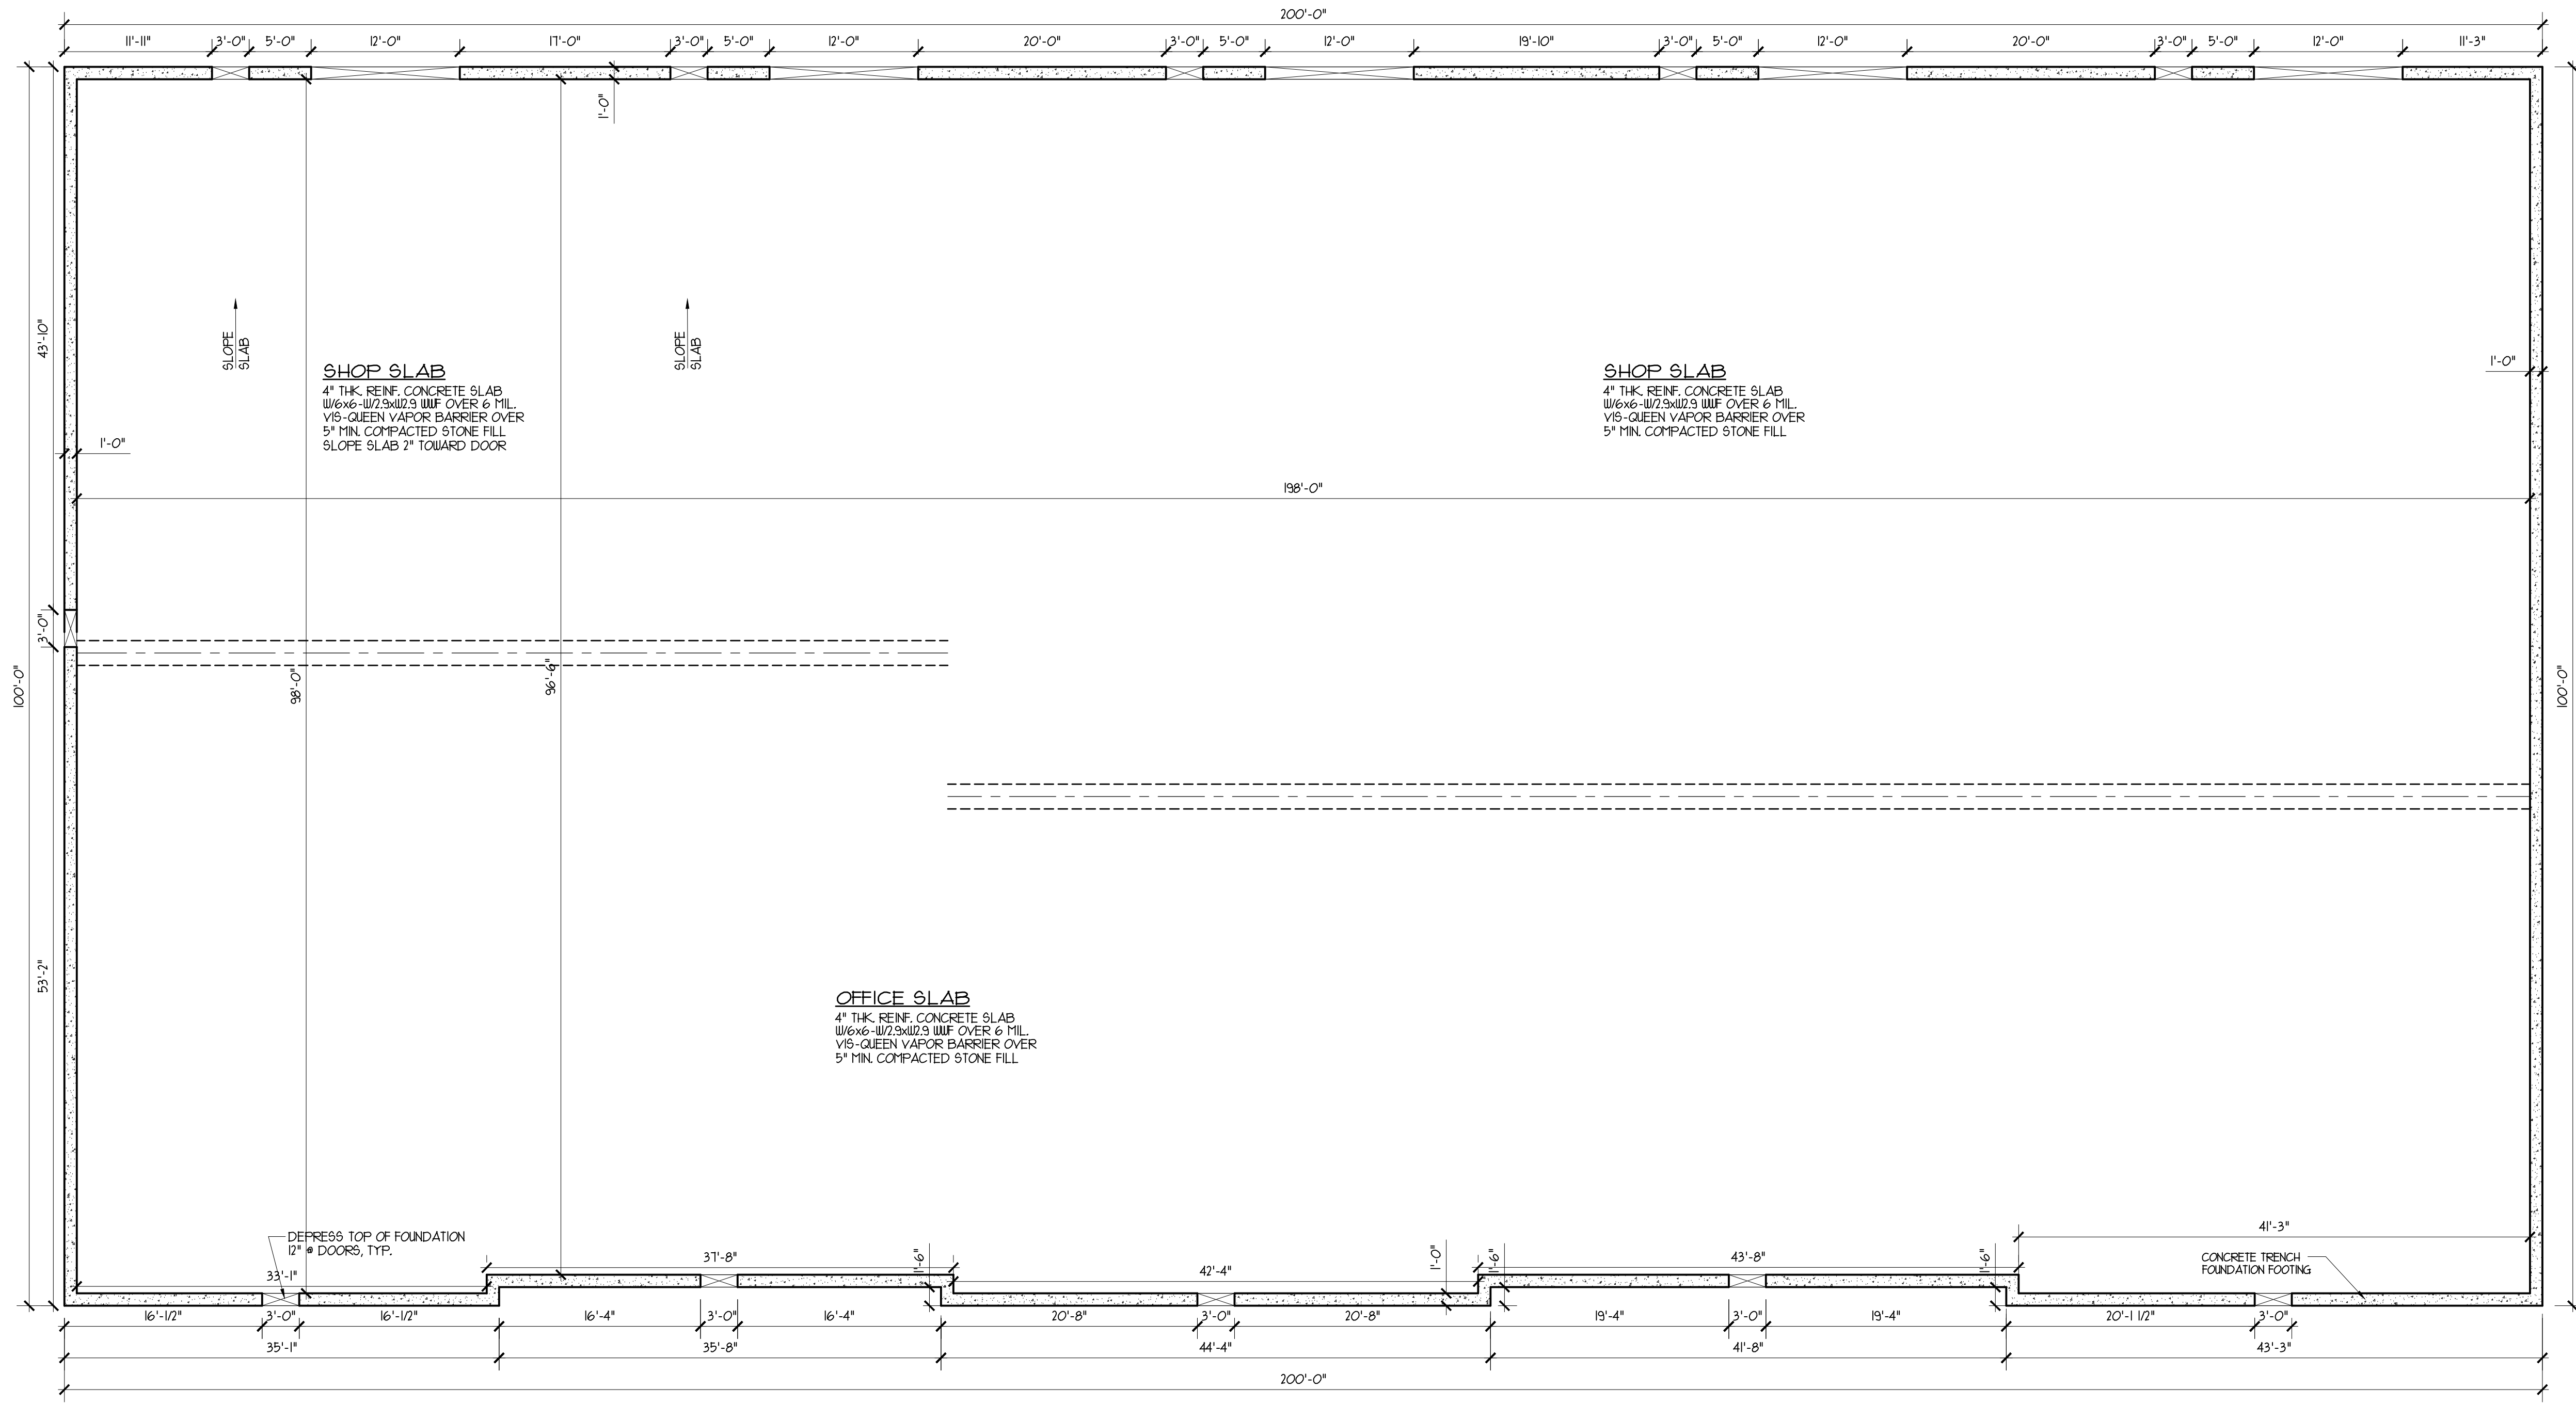 200'-0"
11'-11" 3'-0" 5'-0" 12'-0" 17'-0" 3'-0" 5'-0" 12'-0" 20'-0" 3'-0" 5'-0" 12'-0" 19'-10" 3'-0" 5'-0" 12'-0" 20'-0" 3'-0" 5'-0" 12'-0" 11'-3"
1'-0"
43'-10"
SLOPE
SLAB
SLOPE
SLAB
SHOP SLAB
4" THK. REINF. CONCRETE SLAB
W/6x6-W/2.9xW2.9 WWF OVER 6 MIL.
VIS-QUEEN VAPOR BARRIER OVER
5" MIN. COMPACTED STONE FILL
SLOPE SLAB 2" TOWARD DOOR
SHOP SLAB
4" THK. REINF. CONCRETE SLAB
W/6x6-W/2.9xW2.9 WWF OVER 6 MIL.
VIS-QUEEN VAPOR BARRIER OVER
5" MIN. COMPACTED STONE FILL
1'-0"
1'-0"
198'-0"
3'-0"
100'-0"
98'-0"
96'-6"
100'-0"
53'-2"
OFFICE SLAB
4" THK. REINF. CONCRETE SLAB
W/6x6-W/2.9xW2.9 WWF OVER 6 MIL.
VIS-QUEEN VAPOR BARRIER OVER
5" MIN. COMPACTED STONE FILL
DEPRESS TOP OF FOUNDATION
12" @ DOORS, TYP.
41'-3"
CONCRETE TRENCH
FOUNDATION FOOTING
33'-1"
37'-8"
1'-6"
42'-4"
1'-0"
1'-6"
43'-8"
1'-6"
16'-1/2" 3'-0" 16'-1/2" 16'-4" 3'-0" 16'-4" 20'-8" 3'-0" 20'-8" 19'-4" 3'-0" 19'-4" 20'-1 1/2" 3'-0"
35'-1" 35'-8" 44'-4" 41'-8" 43'-3"
200'-0"